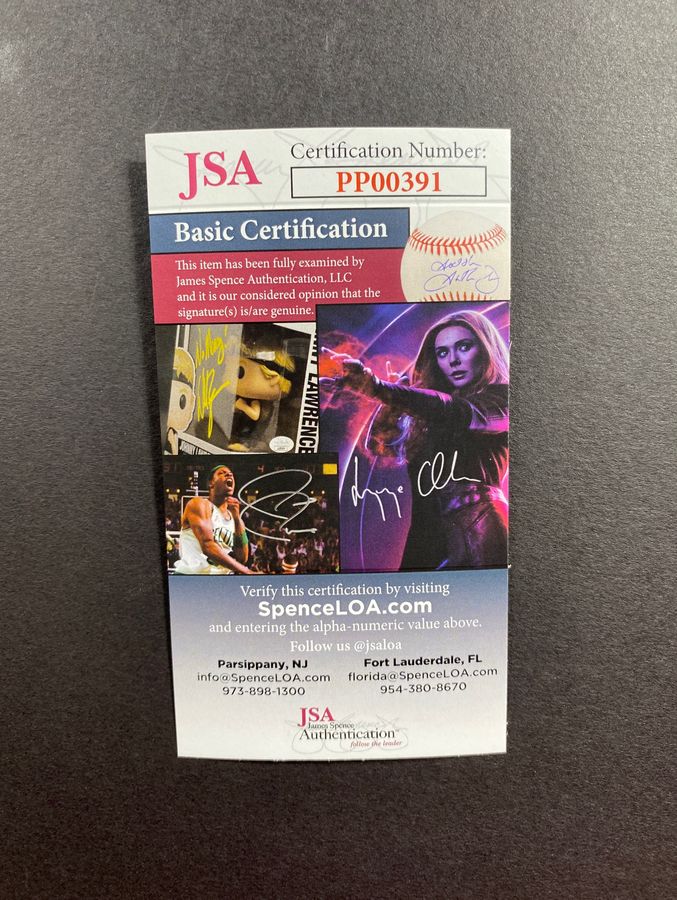 JSA
Certification Number:
PP00391
Basic Certification
This item has been fully examined by
James Spence Authentication, LLC
and it is our considered opinion that the
signature(s) is/are genuine.
LAWRENCE
Verify this certification by visiting
SpenceLOA.com
and entering the alpha-numeric value above.
Follow us @jsaloa
Parsippany, NJ
info@SpenceLOA.com
973-898-1300
Fort Lauderdale, FL
florida@SpenceLOA.com
954-380-8670
JSA
James Spence
Authentication
follow the leader